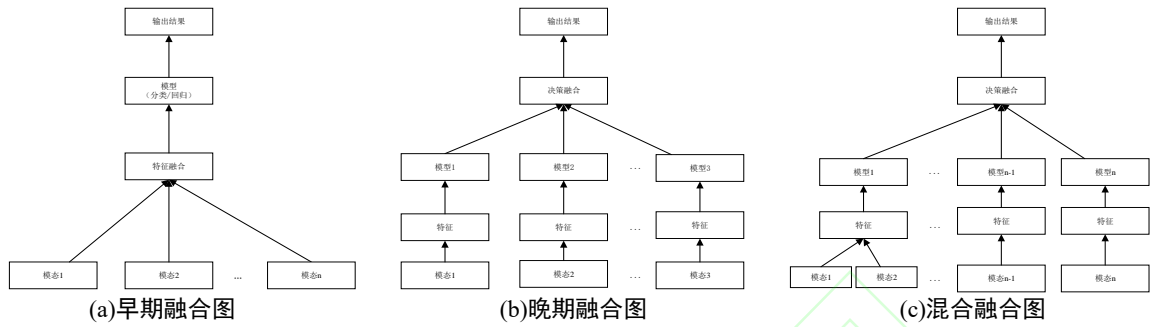 输出结果
模型
（分类/回归）
特征融合
模态1
模态2
...
模态n
(a)早期融合图
输出结果
决策融合
模型1
模型2
...
模型3
特征
特征
...
特征
模态1
模态2
...
模态3
(b)晚期融合图
输出结果
决策融合
模型1
...
模型n-1
模型n
特征
...
特征
特征
模态1
模态2
...
模态n-1
模态n
(c)混合融合图